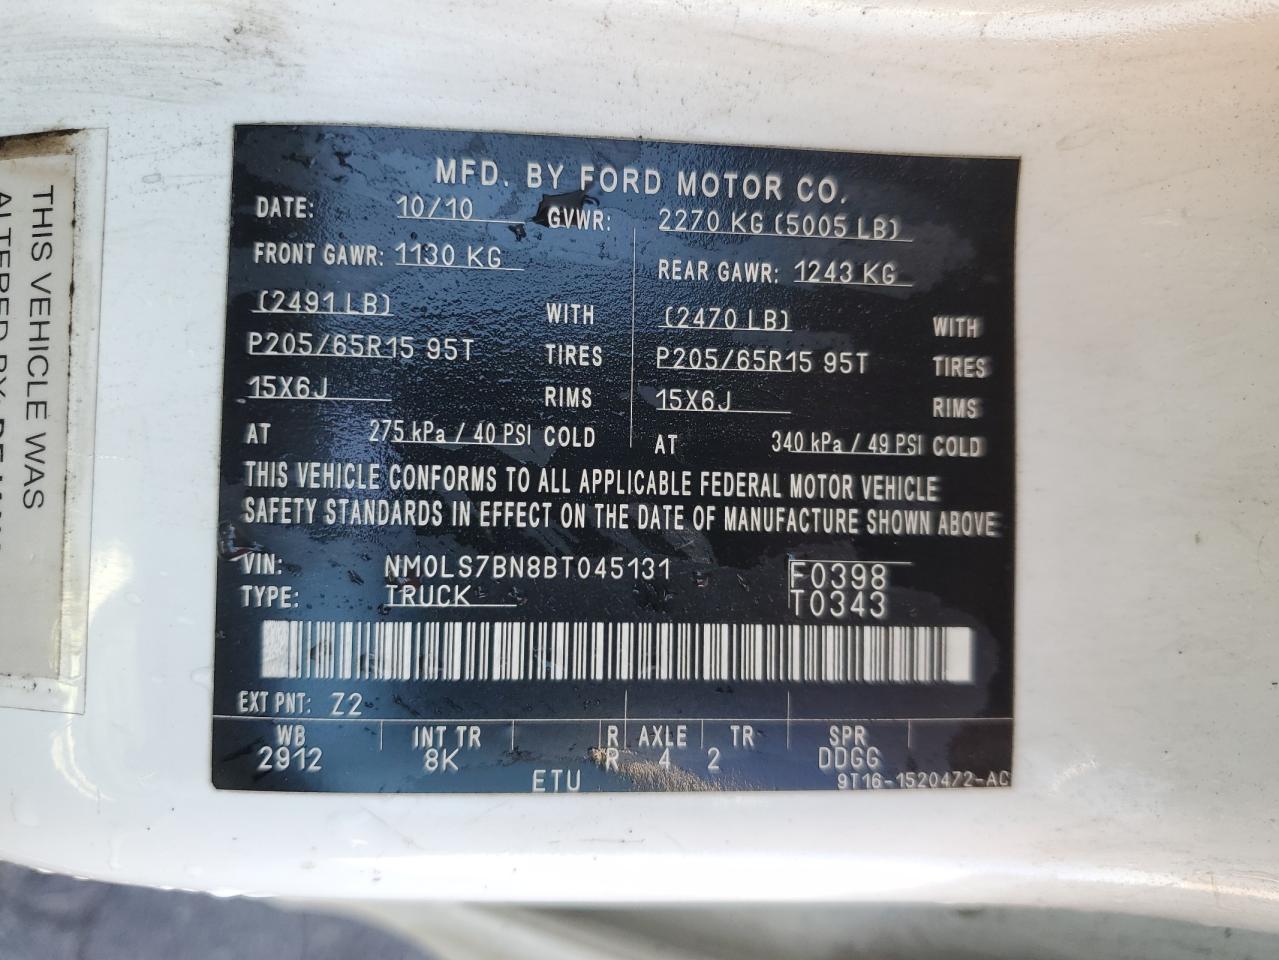 MFD. BY FORD MOTOR CO.
DATE: 10/10 GVWR: 2270 KG (5005 LB)
FRONT GAWR: 1130 KG REAR GAWR: 1243 KG
(2491 LB) WITH (2470 LB) WITH
P205/65R15 95T TIRES P205/65R15 95T TIRES
15X6J RIMS 15X6J RIMS
AT 275 kPa / 40 PSI COLD AT 340 kPa / 49 PSI COLD
THIS VEHICLE CONFORMS TO ALL APPLICABLE FEDERAL MOTOR VEHICLE
SAFETY STANDARDS IN EFFECT ON THE DATE OF MANUFACTURE SHOWN ABOVE
VIN: NM0LS7BN8BT045131 F0398
TYPE: TRUCK T0343
EXT PNT: Z2
WB INT TR R AXLE TR SPR
2912 8K R 4 2 DDGG
ETU 9T16-1520472-AC
THIS VEHICLE WAS
ALTERED BY